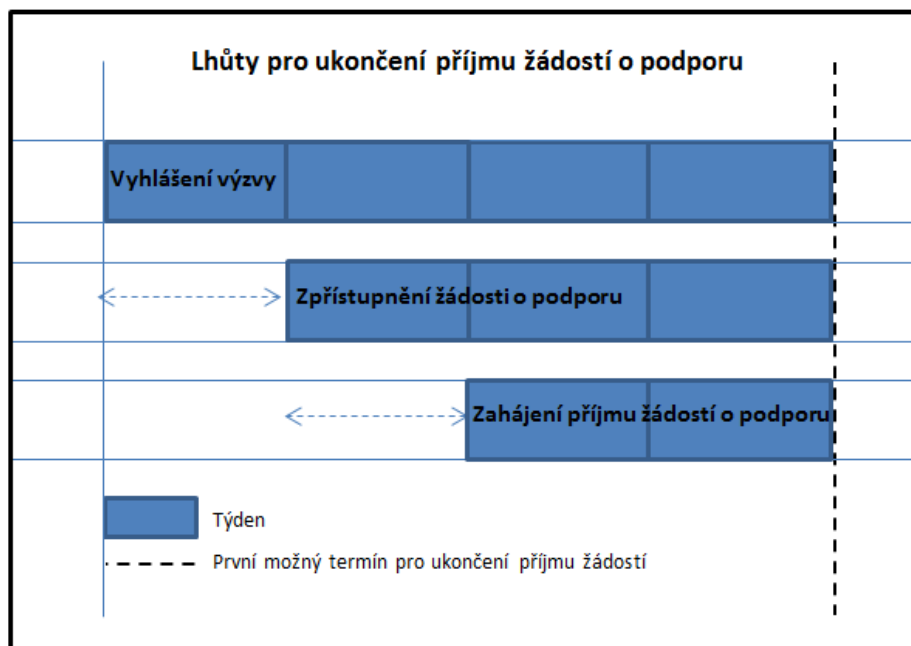 Lhůty pro ukončení příjmu žádostí o podporu
Vyhlášení výzvy
Zpřístupnění žádosti o podporu
Zahájení příjmu žádostí o podporu
Týden
První možný termín pro ukončení příjmu žádostí